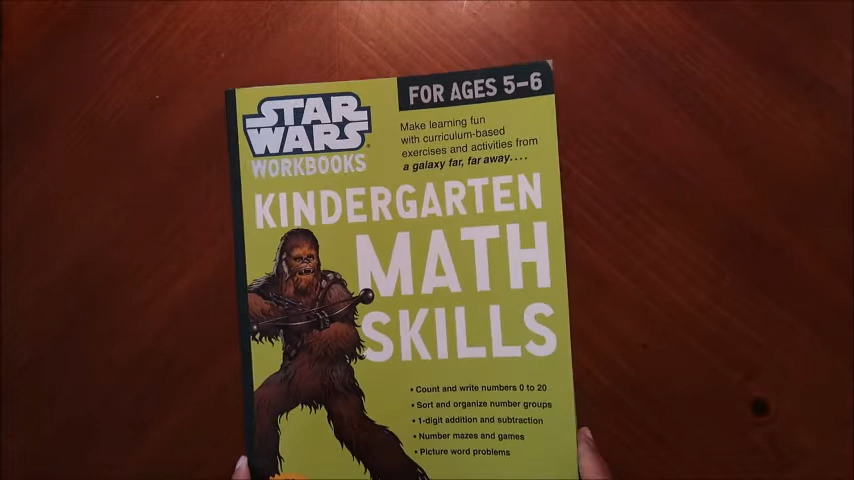 STAR
WARS
WORKBOOKS
FOR AGES 5–6
Make learning fun
with curriculum-based
exercises and activities from
a galaxy far, far away....
KINDERGARTEN
MATH
SKILLS
• Count and write numbers 0 to 20
• Sort and organize number groups
• 1-digit addition and subtraction
• Number mazes and games
• Picture word problems